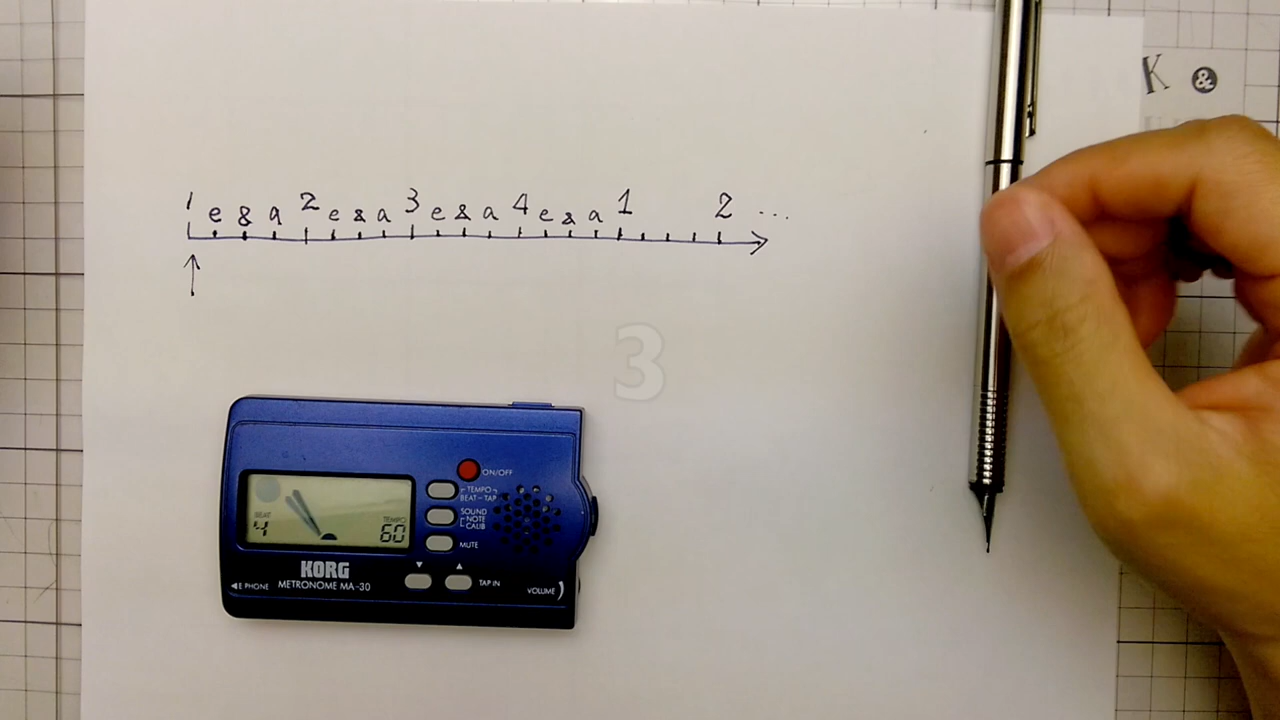 K &
1 e & a 2 e & a 3 e & a 4 e & a 1 2 ...
3
ON/OFF
TEMPO
BEAT - TAP
SOUND
NOTE
CALIB
MUTE
BEAT
4
TEMPO
60
KORG
METRONOME MA-30
E PHONE
TAP IN
VOLUME